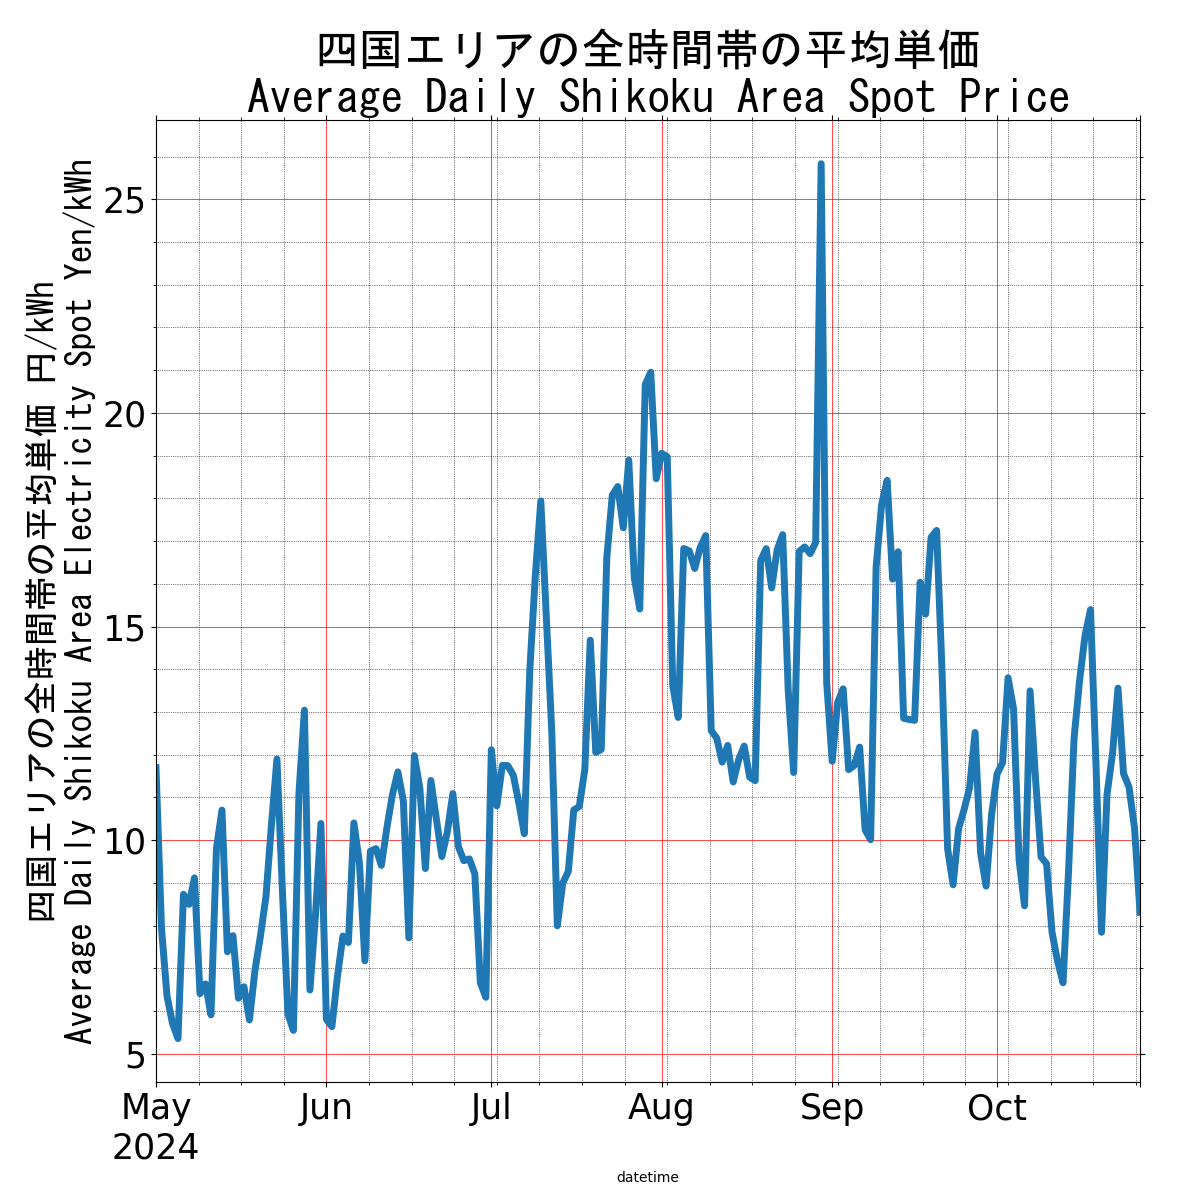 四国エリアの全時間帯の平均単価
Average Daily Shikoku Area Spot Price
四国エリアの全時間帯の平均単価 円/kWh
Average Daily Shikoku Area Electricity Spot Yen/kWh
25
20
15
10
5
May Jun Jul Aug Sep Oct
2024
datetime